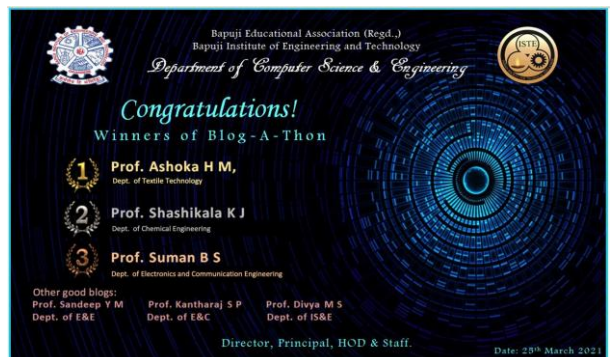 Bapuji Educational Association (Regd.,)
Bapuji Institute of Engineering and Technology
Department of Computer Science & Engineering
ISTE
Congratulations!
Winners of Blog-A-Thon
1 Prof. Ashoka H M,
Dept. of Textile Technology
2 Prof. Shashikala K J
Dept. of Chemical Engineering
3 Prof. Suman B S
Dept. of Electronics and Communication Engineering
Other good blogs:
Prof. Sandeep Y M Prof. Kantharaj S P Prof. Divya M S
Dept. of E&E Dept. of E&C Dept. of IS&E
Director, Principal, HOD & Staff.
Date: 25th March 2021